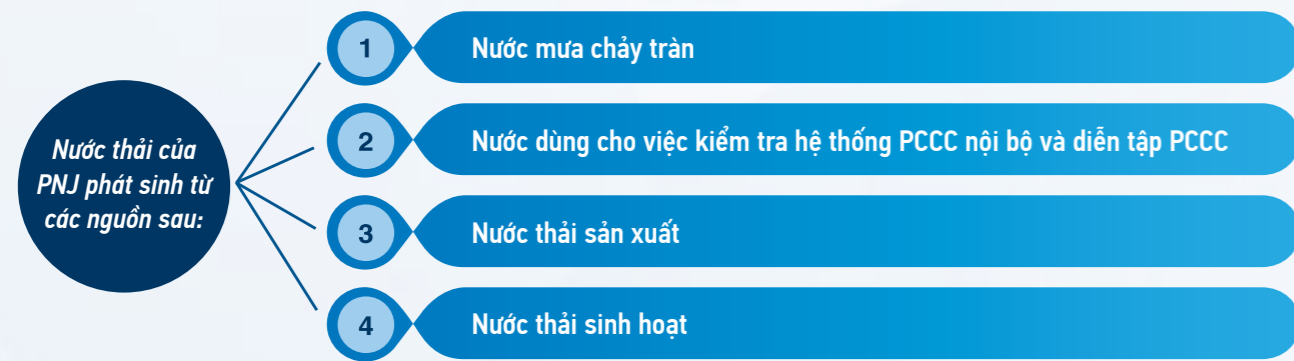 Nước thải của
PNJ phát sinh từ
các nguồn sau:
1
Nước mưa chảy tràn
2
Nước dùng cho việc kiểm tra hệ thống PCCC nội bộ và diễn tập PCCC
3
Nước thải sản xuất
4
Nước thải sinh hoạt